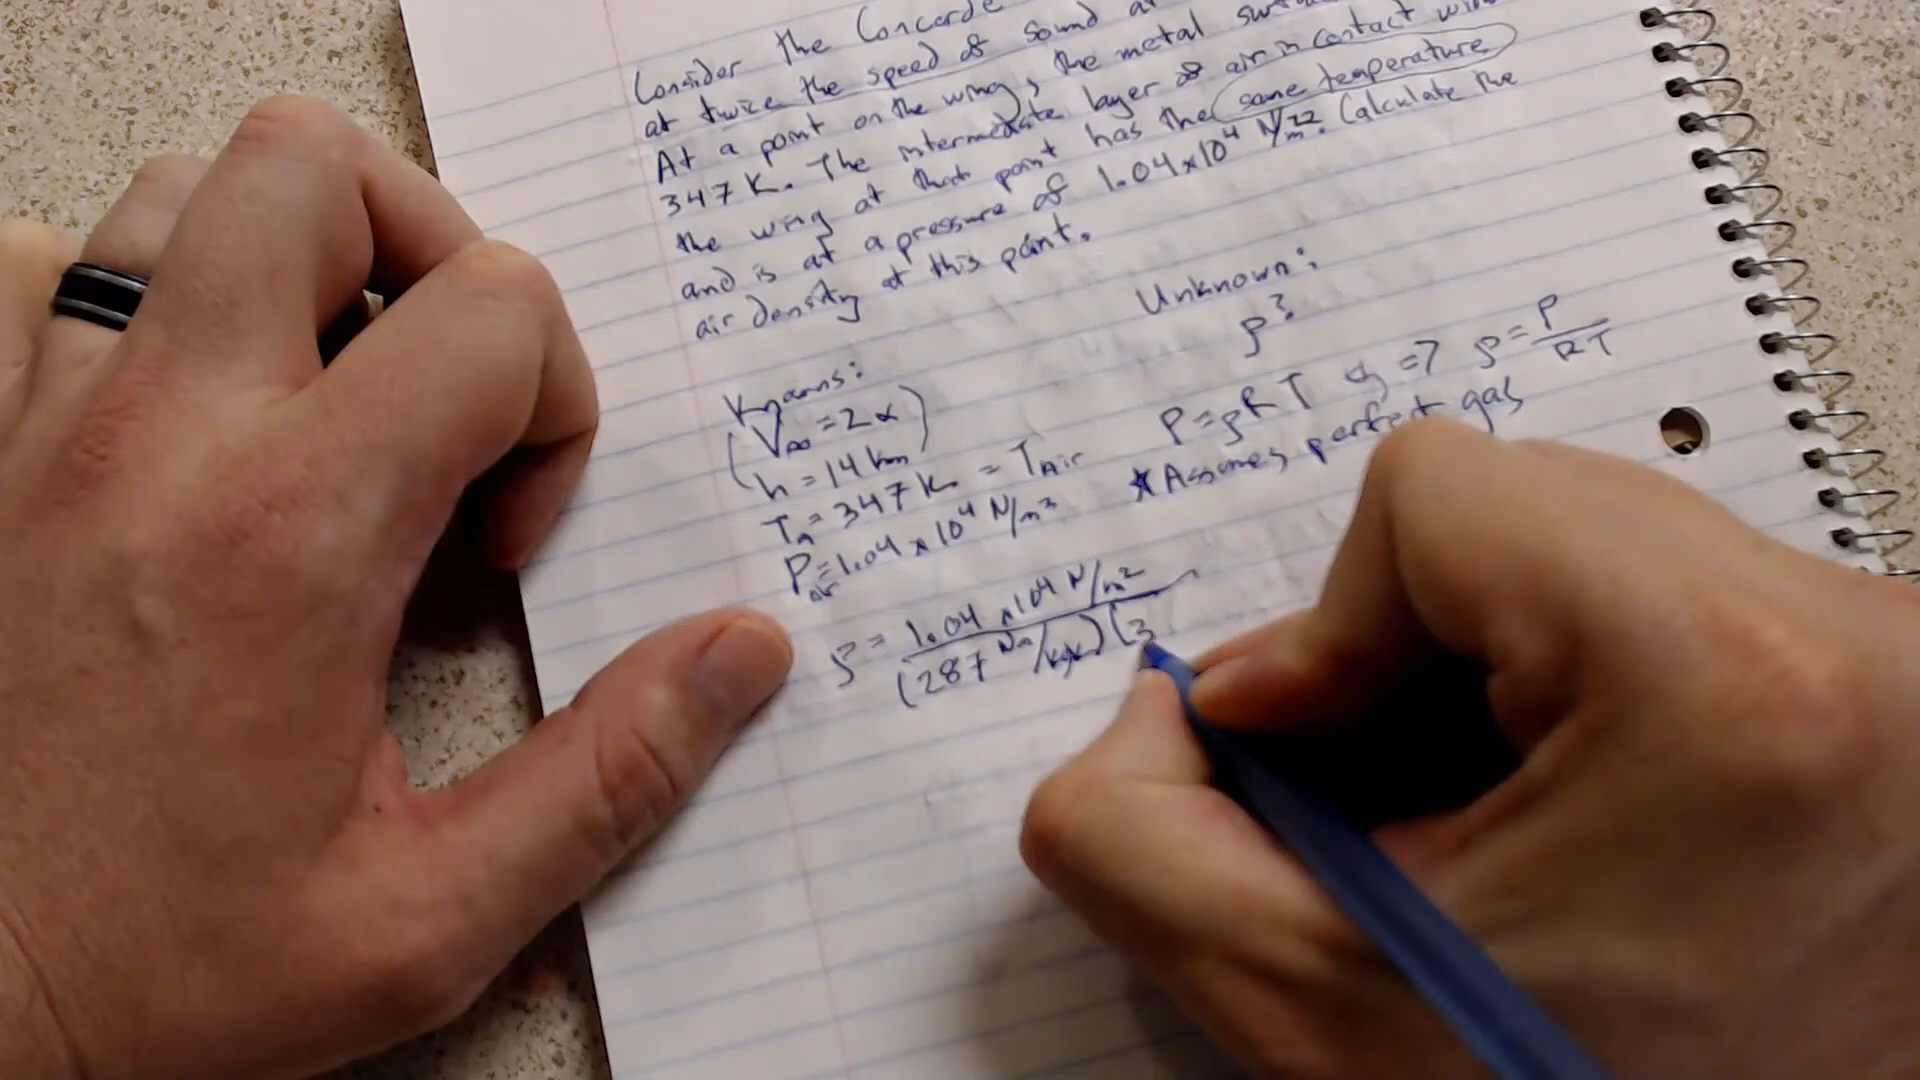 Consider the Concorde
at twice the speed of sound at
At a point on the wing, the metal
347 K. The intermediate layer of air in contact with
the wing at that point has the same temperature
and is at a pressure of 1.04×10⁴ N/m². Calculate the
air density at this point.
Unknown:
ρ?
Knowns:
(V∞ = 2a)
(h = 14 km
T = 347 K = TAir
Pair = 1.04 × 10⁴ N/m²
P = ρRT => ρ = P/RT
*Assumes perfect gas
ρ = 1.04 × 10⁴ N/m² / (287 Nm/kgK) (3